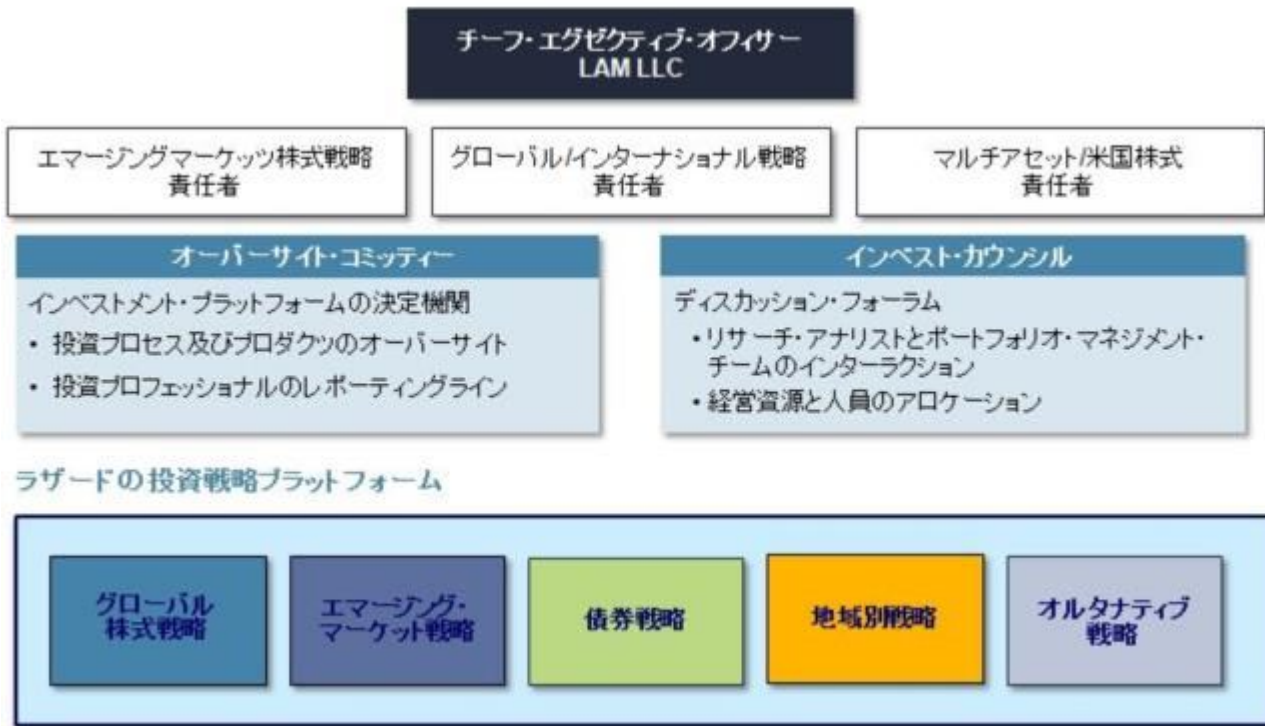 チーフ・エグゼクティブ・オフィサー
LAM LLC
エマージングマーケッツ株式戦略
責任者
グローバル/インターナショナル戦略
責任者
マルチアセット/米国株式
責任者
オーバーサイト・コミッティー
インベストメント・プラットフォームの決定機関
・ 投資プロセス及びプロダクツのオーバーサイト
・ 投資プロフェッショナルのレポーティングライン
インベスト・カウンシル
ディスカッション・フォーラム
・リサーチ・アナリストとポートフォリオ・マネジメント・
チームのインターラクション
・経営資源と人員のアロケーション
ラザードの投資戦略プラットフォーム
グローバル
株式戦略
エマージング・
マーケット戦略
債券戦略
地域別戦略
オルタナティブ
戦略